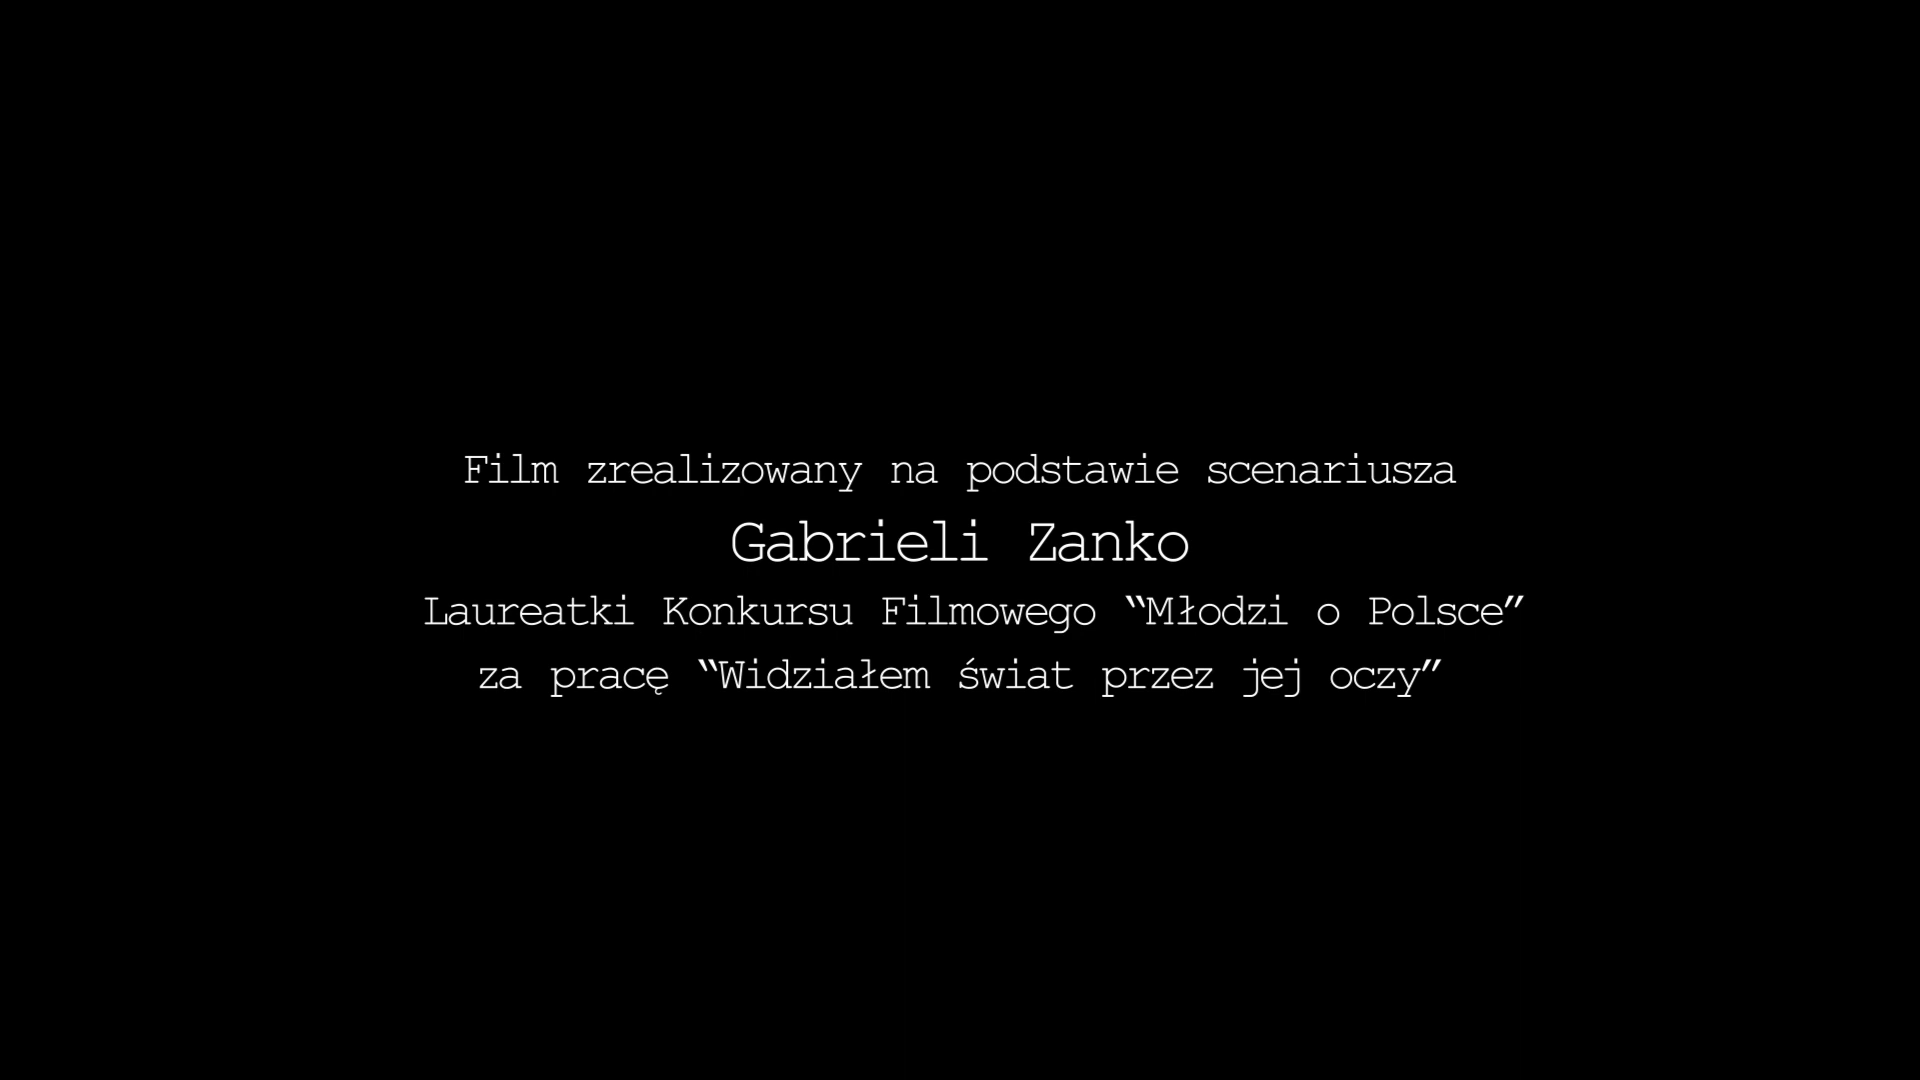 Film zrealizowany na podstawie scenariusza
Gabrieli Zanko
Laureatki Konkursu Filmowego “Młodzi o Polsce”
za pracę “Widziałem świat przez jej oczy”